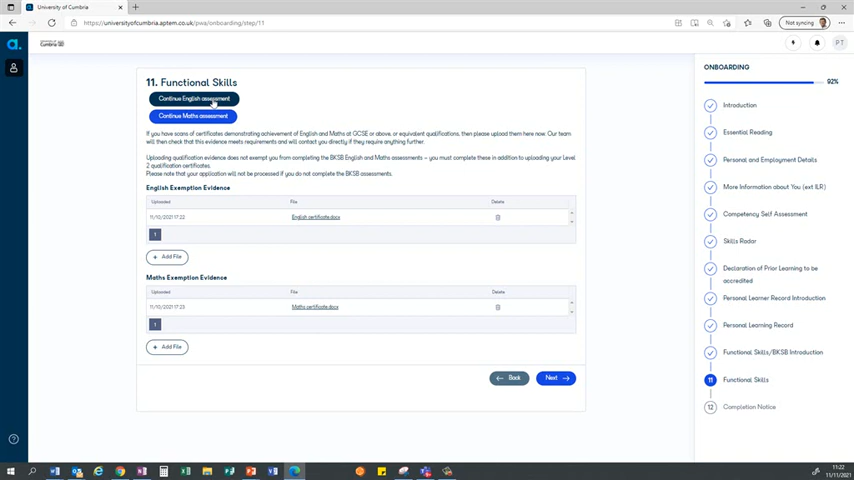 University of Cumbria
https://universityofcumbria.aptem.co.uk/pwa/onboarding/step/11
Not syncing
a.
Cumbria
PT
11. Functional Skills
Continue English assessment
Continue Maths assessment
If you have scans of certificates demonstrating achievement of English and Maths at GCSE or above, or equivalent qualifications, then please upload them here now. Our team
will then check that this evidence meets requirements and will contact you directly if they require anything further.
Uploading qualification evidence does not exempt you from completing the BKSB English and Maths assessments – you must complete these in addition to uploading your Level
2 qualification certificates.
Please note that your application will not be processed if you do not complete the BKSB assessments.
English Exemption Evidence
Uploaded File Delete
11/10/2021 17:22 English certificate.docx
1
+ Add File
Maths Exemption Evidence
Uploaded File Delete
11/10/2021 17:23 Maths certificate.docx
1
+ Add File
← Back Next →
ONBOARDING
92%
Introduction
Essential Reading
Personal and Employment Details
More Information about You (ext ILR)
Competency Self Assessment
Skills Radar
Declaration of Prior Learning to be
accredited
Personal Learner Record Introduction
Personal Learning Record
Functional Skills/BKSB Introduction
11 Functional Skills
12 Completion Notice
11:22
11/11/2021